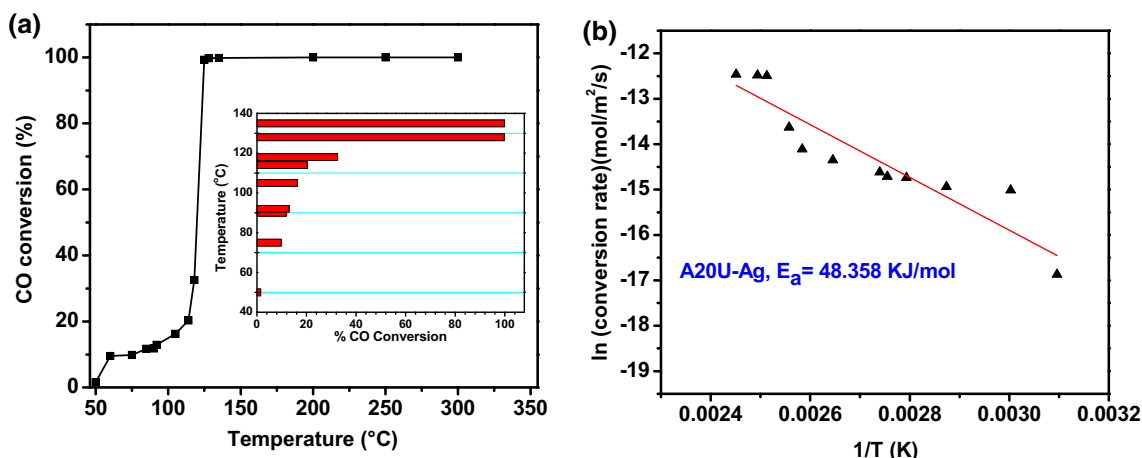 (a)
CO conversion (%)
100
80
60
40
20
0
50 100 150 200 250 300 350
Temperature (°C)
Temperature (°C)
140
120
100
80
60
40
0 20 40 60 80 100
% CO Conversion
(b)
ln (conversion rate)(mol/m²/s)
-12
-13
-14
-15
-16
-17
-18
-19
A20U-Ag, Ea= 48.358 KJ/mol
0.0024 0.0026 0.0028 0.0030 0.0032
1/T (K)